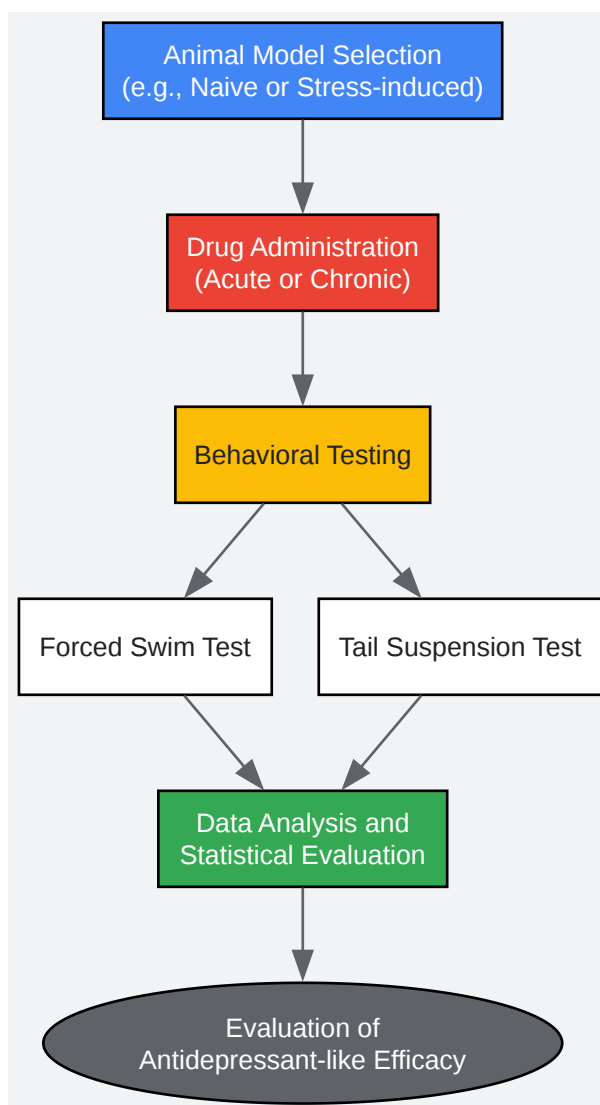 Animal Model Selection
(e.g., Naive or Stress-induced)
Drug Administration
(Acute or Chronic)
Behavioral Testing
Forced Swim Test
Tail Suspension Test
Data Analysis and
Statistical Evaluation
Evaluation of
Antidepressant-like Efficacy